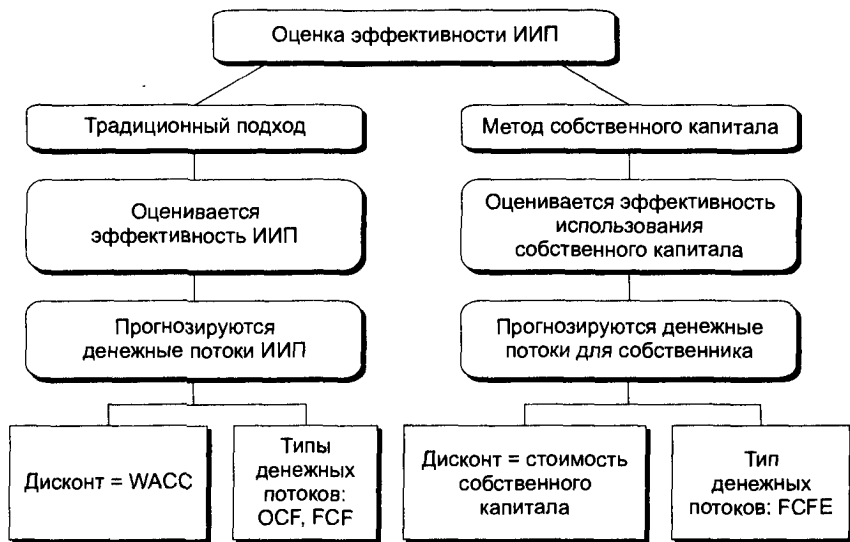 Оценка эффективности ИИП
Традиционный подход
Метод собственного капитала
Оценивается
эффективность ИИП
Оценивается эффективность
использования
собственного капитала
Прогнозируются
денежные потоки ИИП
Прогнозируются денежные
потоки для собственника
Дисконт = WACC
Типы
денежных
потоков:
OCF, FCF
Дисконт = стоимость
собственного
капитала
Тип
денежных
потоков: FCFE